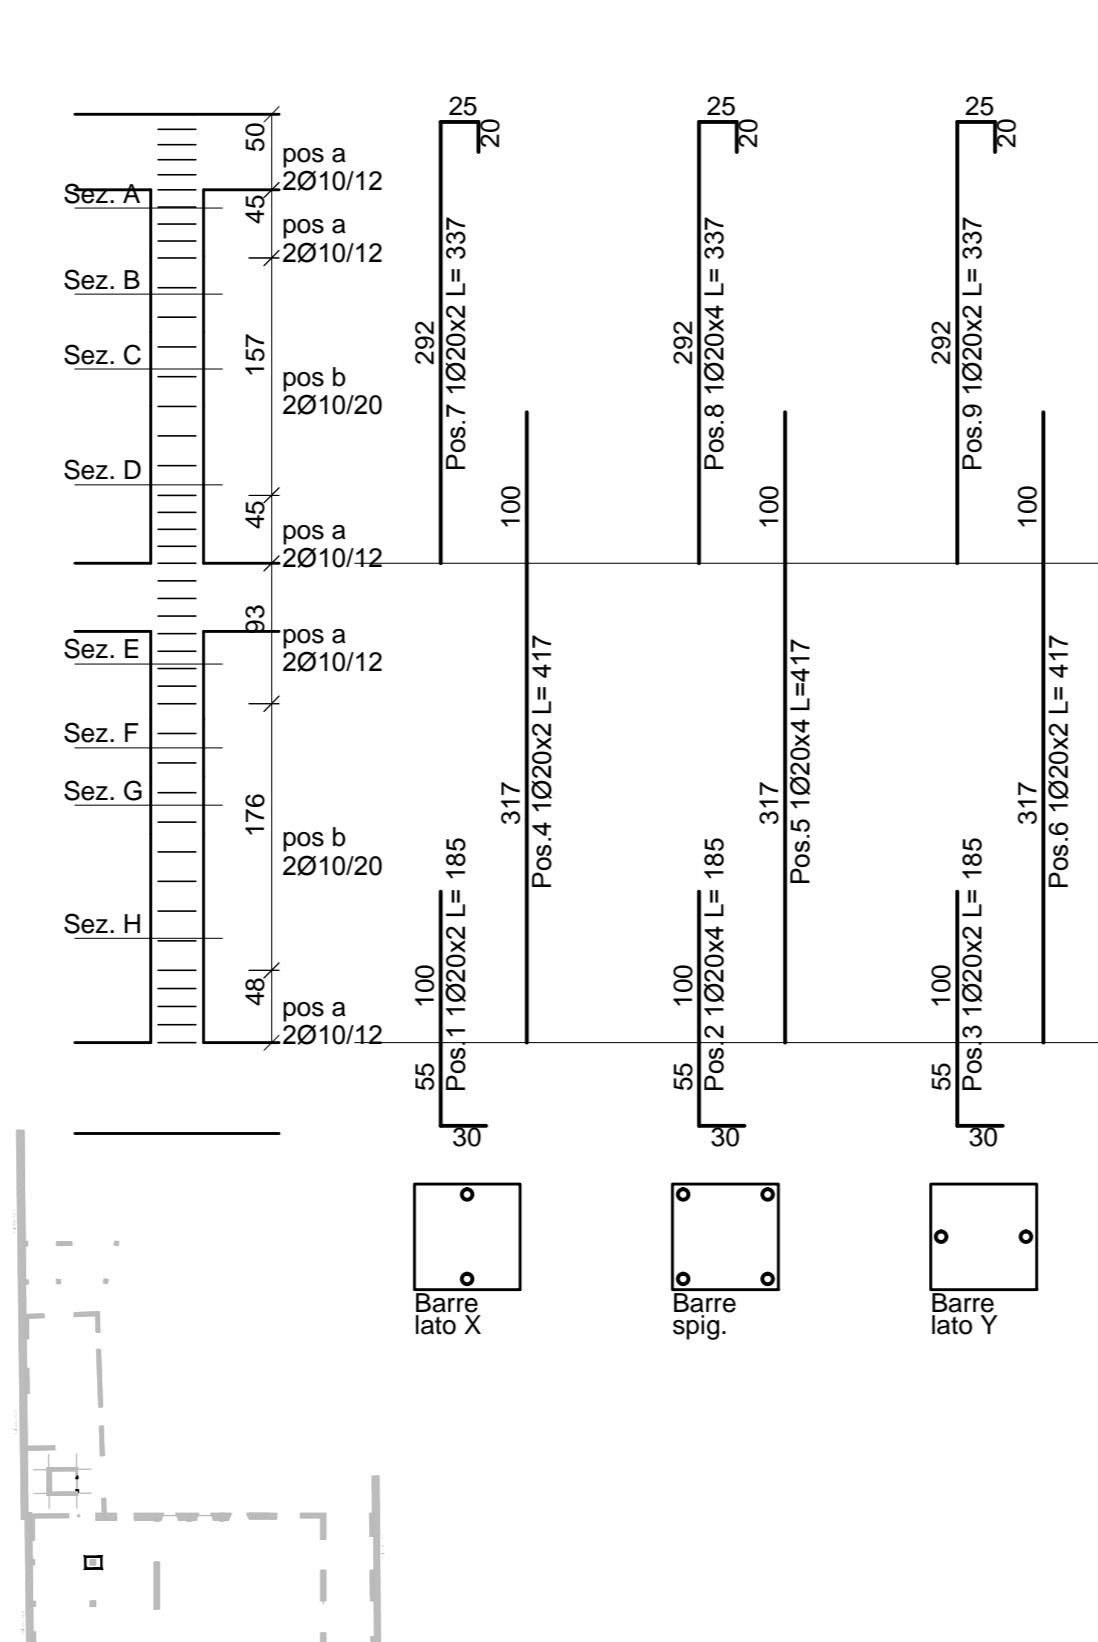 50
pos a
2Ø10/12
Sez. A
45
pos a
2Ø10/12
Sez. B
157
Sez. C
pos b
2Ø10/20
Sez. D
45
pos a
2Ø10/12
93
pos a
2Ø10/12
Sez. E
Sez. F
176
Sez. G
pos b
2Ø10/20
Sez. H
48
pos a
2Ø10/12
25
20
292
Pos.7 1Ø20x2 L= 337
100
317
Pos.4 1Ø20x2 L= 417
100
55
Pos.1 1Ø20x2 L= 185
30
Barre
lato X
25
20
292
Pos.8 1Ø20x4 L= 337
100
317
Pos.5 1Ø20x4 L=417
100
55
Pos.2 1Ø20x4 L= 185
30
Barre
spig.
25
20
292
Pos.9 1Ø20x2 L= 337
100
317
Pos.6 1Ø20x2 L= 417
100
55
Pos.3 1Ø20x2 L= 185
30
Barre
lato Y